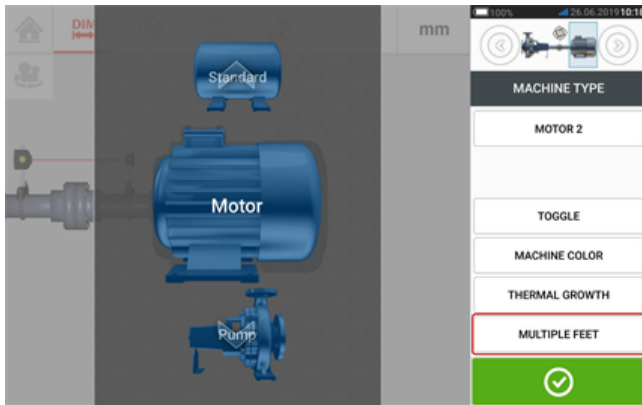 DIM
mm
Standard
Motor
Pump
100%
26.06.2019 10:18
MACHINE TYPE
MOTOR 2
TOGGLE
MACHINE COLOR
THERMAL GROWTH
MULTIPLE FEET